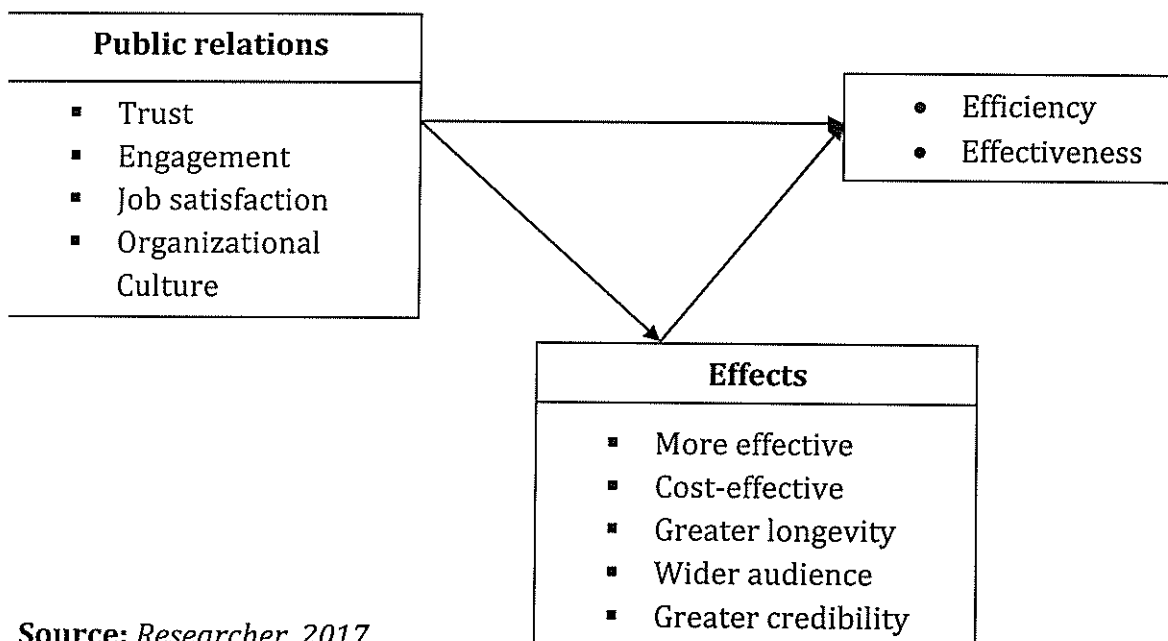 Public relations
▪ Trust
▪ Engagement
▪ Job satisfaction
▪ Organizational
Culture
• Efficiency
• Effectiveness
Effects
▪ More effective
▪ Cost-effective
▪ Greater longevity
▪ Wider audience
▪ Greater credibility
Source: Researcher, 2017